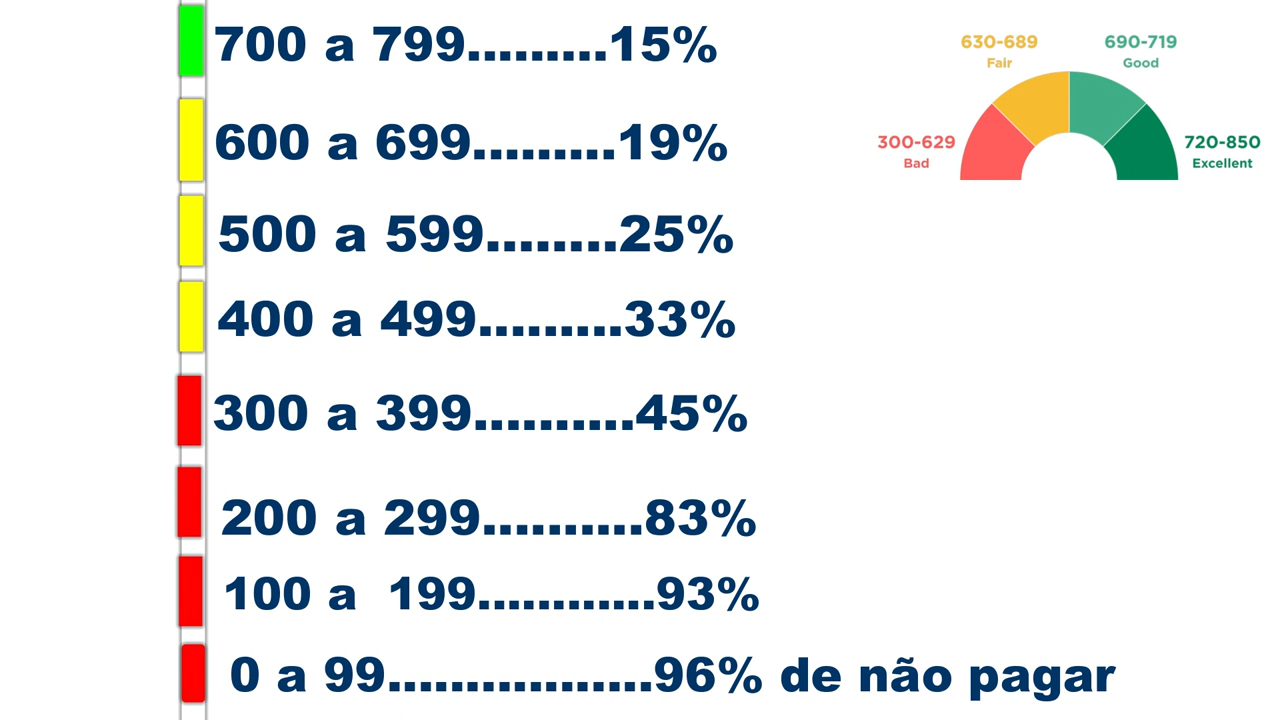 700 a 799.........15%
600 a 699.........19%
500 a 599........25%
400 a 499.........33%
300 a 399..........45%
200 a 299..........83%
100 a  199............93%
0 a 99.................96% de não pagar
630-689
Fair
690-719
Good
300-629
Bad
720-850
Excellent